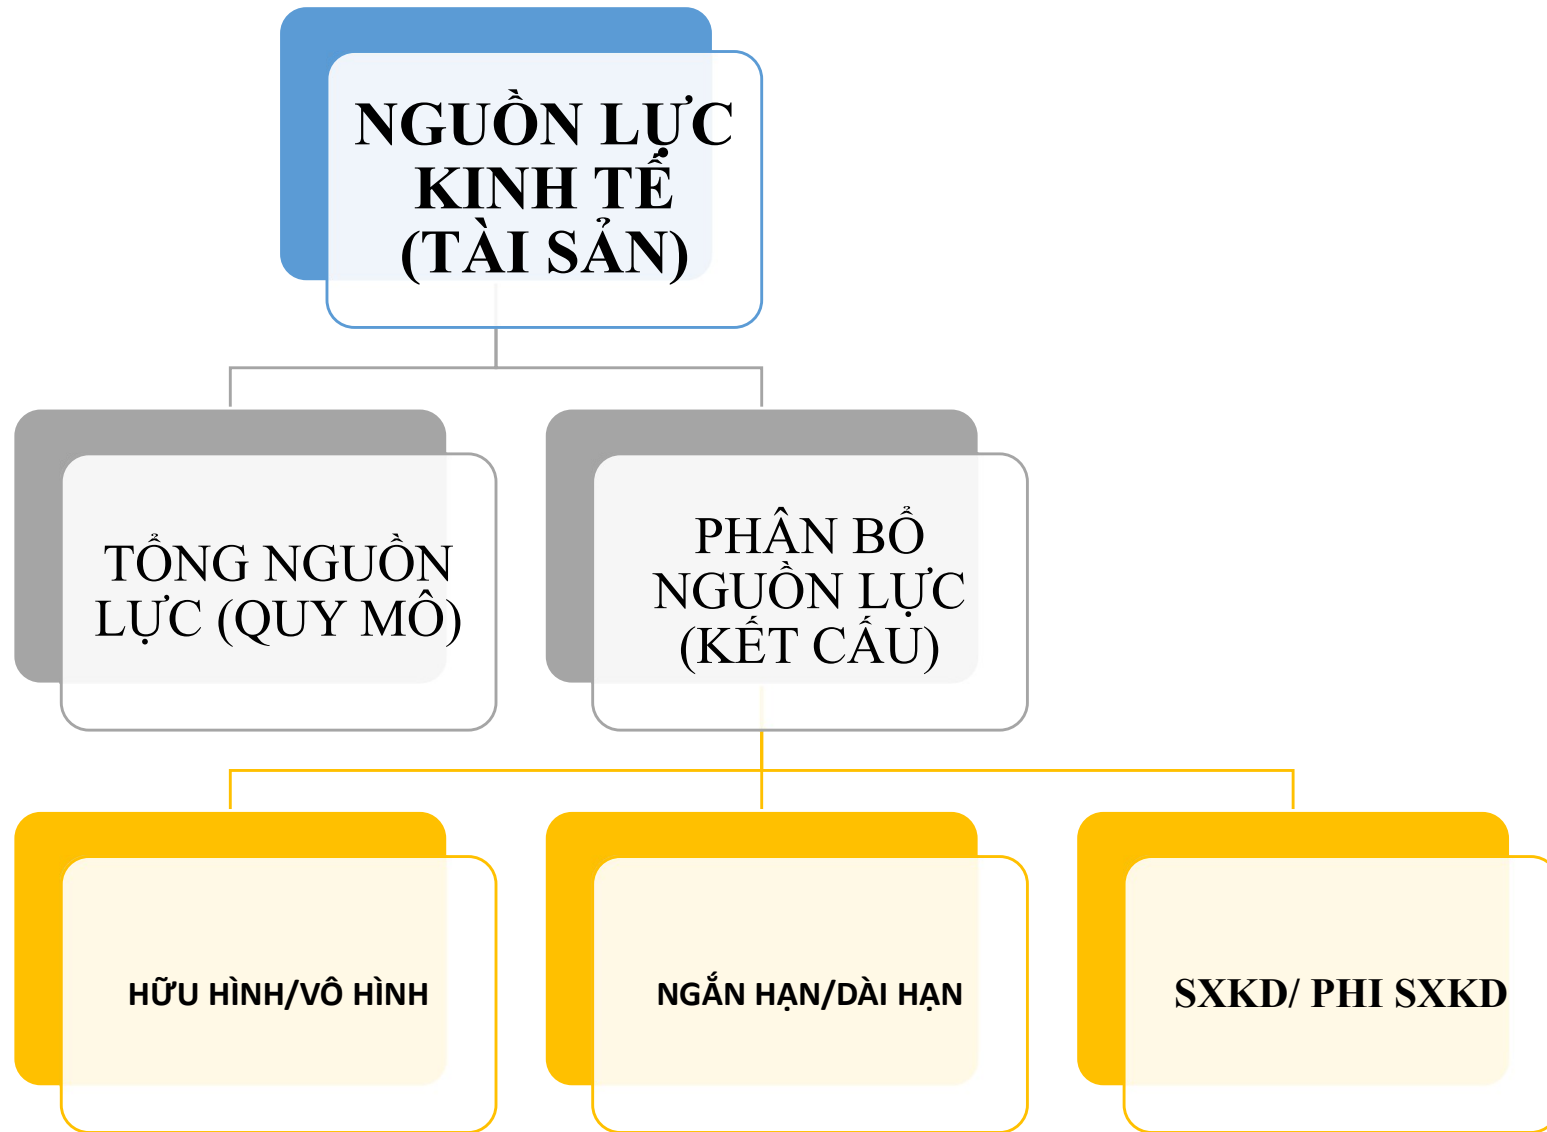 NGUỒN LỰC
KINH TẾ
(TÀI SẢN)
TỔNG NGUỒN
LỰC (QUY MÔ)
PHÂN BỔ
NGUỒN LỰC
(KẾT CẤU)
HỮU HÌNH/VÔ HÌNH
NGẮN HẠN/DÀI HẠN
SXKD/ PHI SXKD